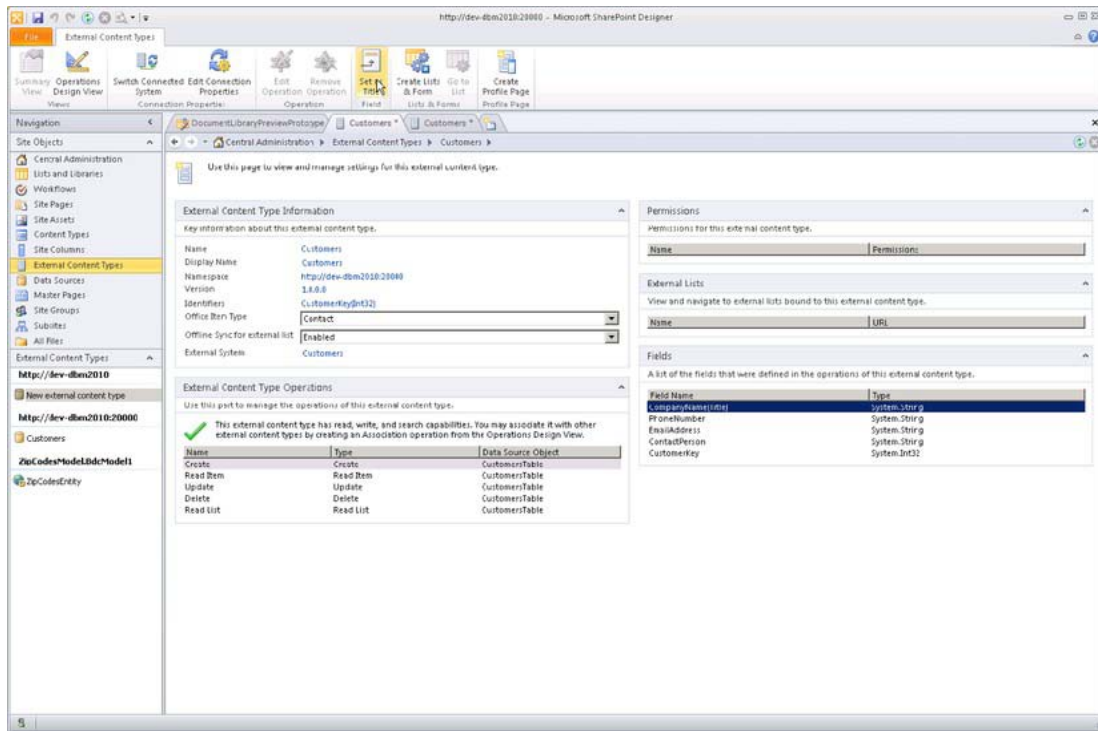 http://dev-dbm2010:20000 - Microsoft SharePoint Designer
File External Content Types
Summary View Operations Design View Switch Connected System Edit Connection Properties Edit Operation Remove Operation Set as Title Create Lists & Form Go to List Create Profile Page
Views Connection Properties Operation Field Lists & Forms Profile Page
Navigation
DocumentLibraryPreviewPrototype Customers * Customers *
Site Objects
Central Administration External Content Types Customers
Central Administration
Lists and Libraries
Workflows
Site Pages
Site Assets
Content Types
Site Columns
External Content Types
Data Sources
Master Pages
Site Groups
Subsites
All Files
External Content Types
http://dev-dbm2010
New external content type
http://dev-dbm2010:20000
Customers
ZipCodesModel.BdcModel1
ZipCodesEntity
Use this page to view and manage settings for this external content type.
External Content Type Information
Key information about this external content type.
Name Customers
Display Name Customers
Namespace http://dev-dbm2010:20000
Version 1.0.0.0
Identifiers CustomerKey(Int32)
Office Item Type Contact
Offline Sync for external list Enabled
External System Customers
External Content Type Operations
Use this part to manage the operations of this external content type.
This external content type has read, write, and search capabilities. You may associate it with other
external content types by creating an Association operation from the Operations Design View.
Name Type Data Source Object
Create Create CustomersTable
Read Item Read Item CustomersTable
Update Update CustomersTable
Delete Delete CustomersTable
Read List Read List CustomersTable
Permissions
Permissions for this external content type.
Name Permissions
External Lists
View and navigate to external lists bound to this external content type.
Name URL
Fields
A list of the fields that were defined in the operations of this external content type.
Field Name Type
CompanyName(Title) System.String
PhoneNumber System.String
EmailAddress System.String
ContactPerson System.String
CustomerKey System.Int32